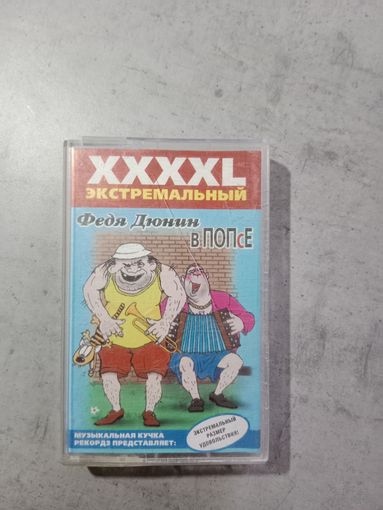 XXXXL
ЭКСТРЕМАЛЬНЫЙ
Федя Дюнин
в ПОПсЕ
МУЗЫКАЛЬНАЯ КУЧКА
РЕКОРДЗ ПРЕДСТАВЛЯЕТ:
ЭКСТРЕМАЛЬНЫЙ
РАЗМЕР
УДОВОЛЬСТВИЯ!